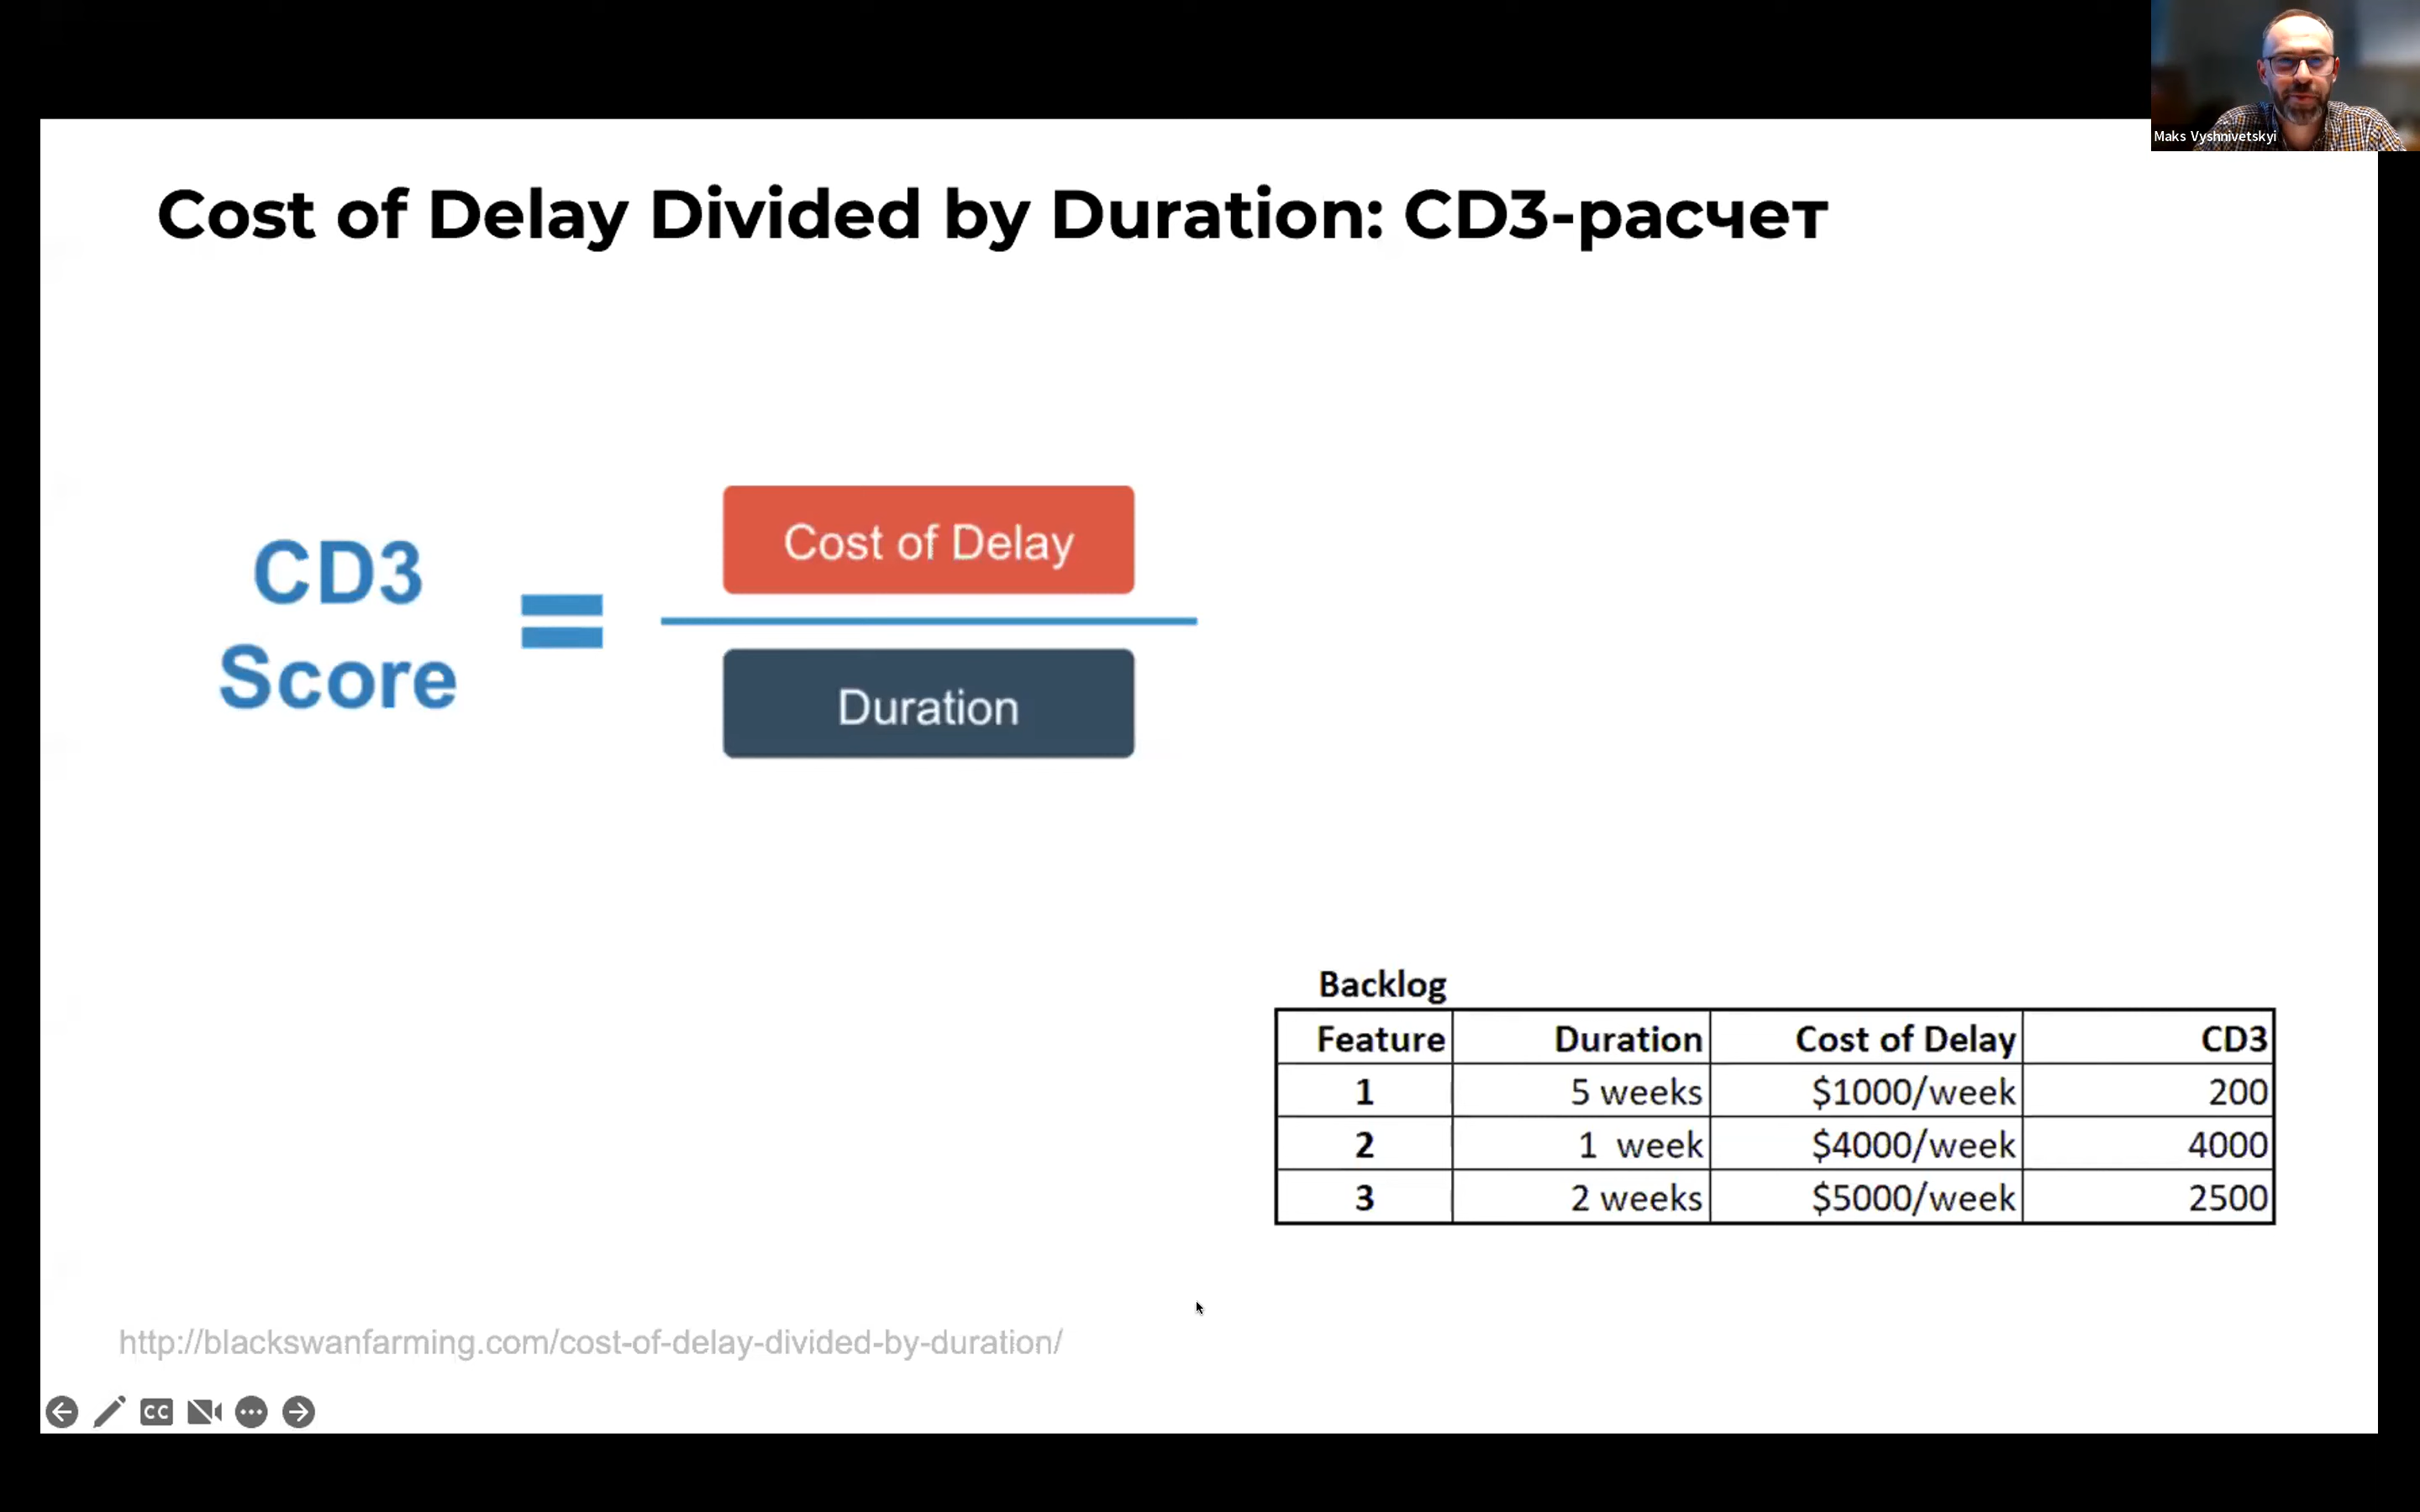 Maks Vyshnivetskyi
Cost of Delay Divided by Duration: CD3-расчет
CD3
Score
=
Cost of Delay
Duration
Backlog
Feature Duration Cost of Delay CD3
1 5 weeks $1000/week 200
2 1 week $4000/week 4000
3 2 weeks $5000/week 2500
http://blackswanfarming.com/cost-of-delay-divided-by-duration/
CC